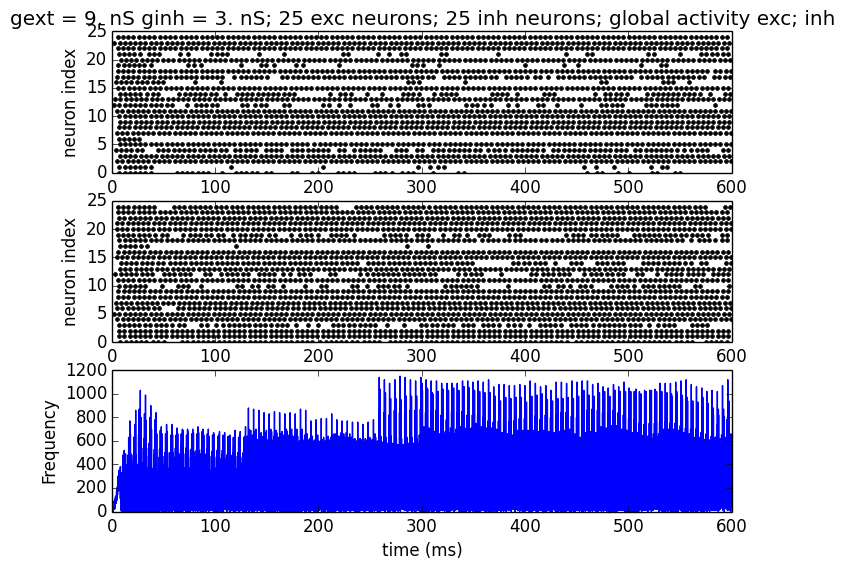 gext = 9. nS ginh = 3. nS; 25 exc neurons; 25 inh neurons; global activity exc; inh
25
20
15
10
5
0
neuron index
0 100 200 300 400 500 600
25
20
15
10
5
0
neuron index
0 100 200 300 400 500 600
1200
1000
800
600
400
200
0
Frequency
0 100 200 300 400 500 600
time (ms)